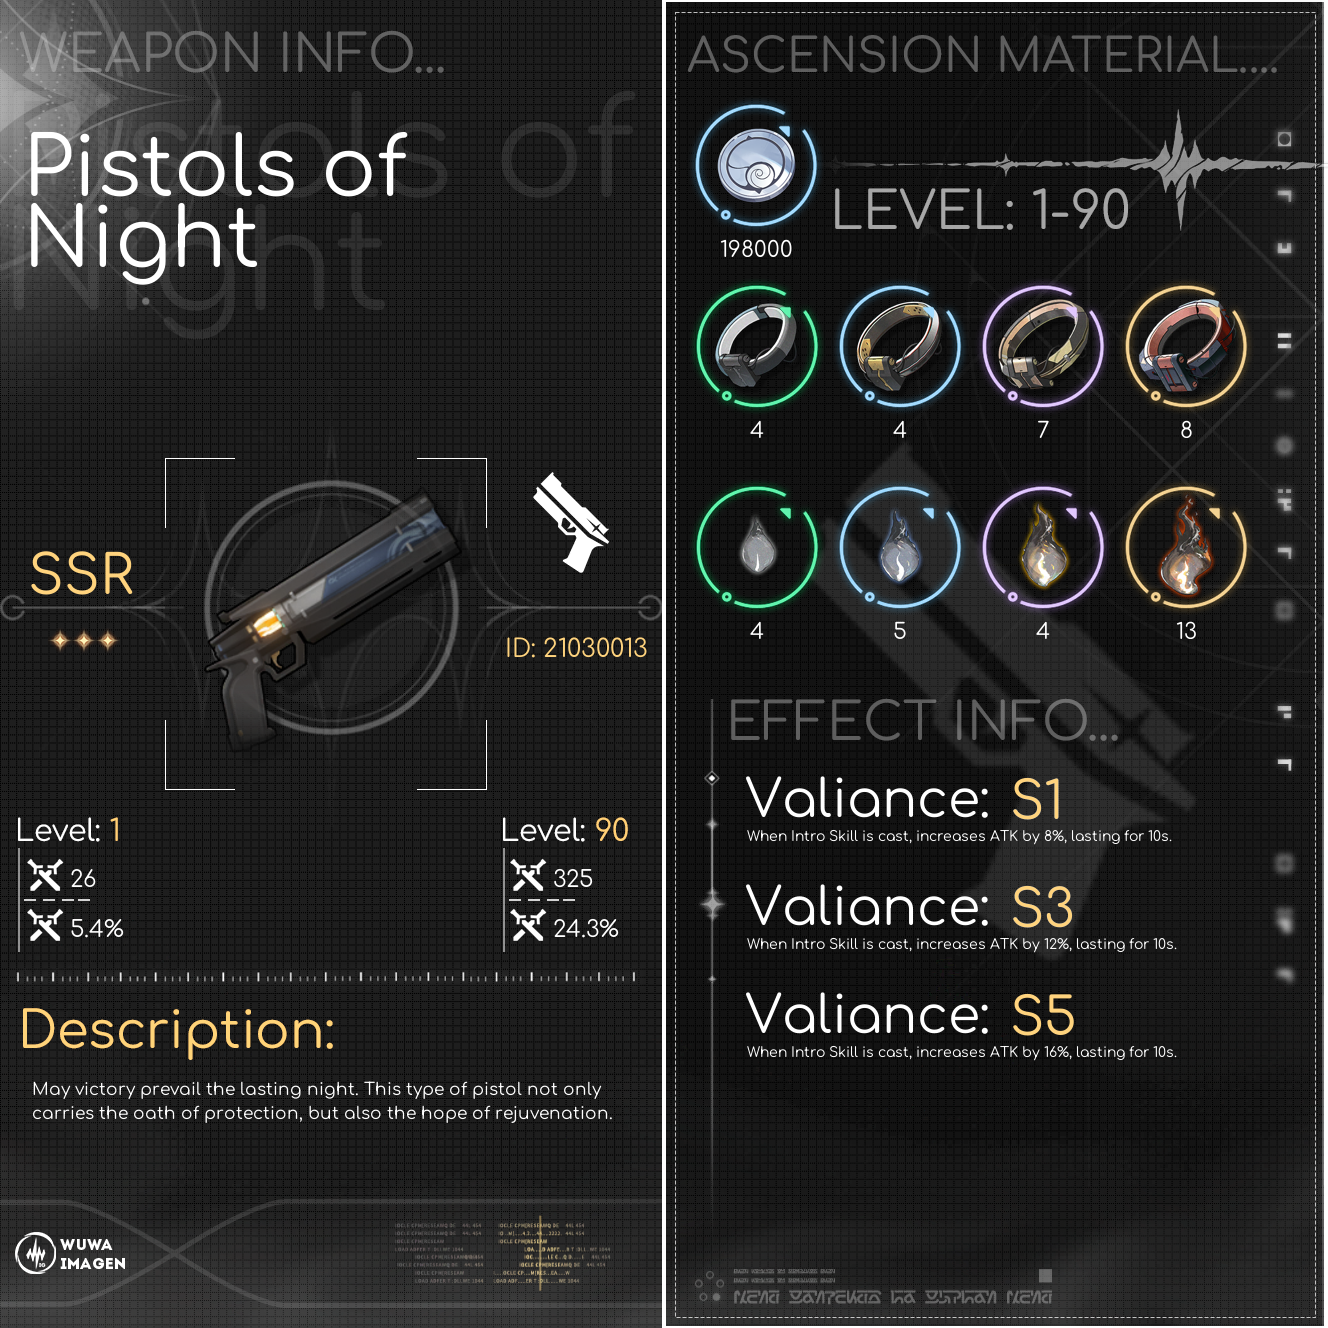 WEAPON INFO...
Pistols of
Night
SSR
ID: 21030013
Level: 1
26
5.4%
Level: 90
325
24.3%
Description:
May victory prevail the lasting night. This type of pistol not only
carries the oath of protection, but also the hope of rejuvenation.
WUWA
IMAGEN
ASCENSION MATERIAL....
LEVEL: 1-90
198000
4 4 7 8
4 5 4 13
EFFECT INFO...
Valiance: S1
When Intro Skill is cast, increases ATK by 8%, lasting for 10s.
Valiance: S3
When Intro Skill is cast, increases ATK by 12%, lasting for 10s.
Valiance: S5
When Intro Skill is cast, increases ATK by 16%, lasting for 10s.